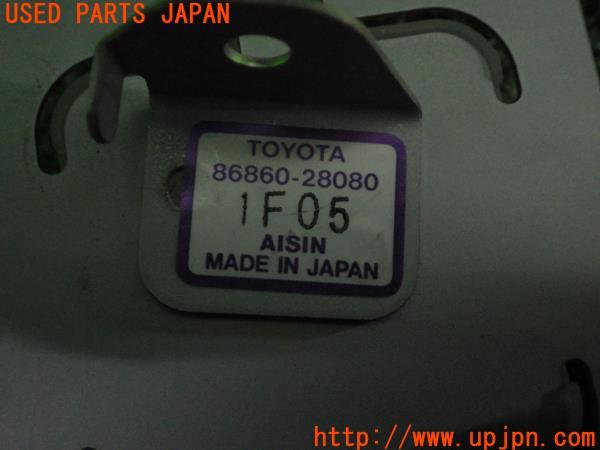 USED PARTS JAPAN
TOYOTA
86860-28080
1F05
AISIN
MADE IN JAPAN
http://www.upjpn.com